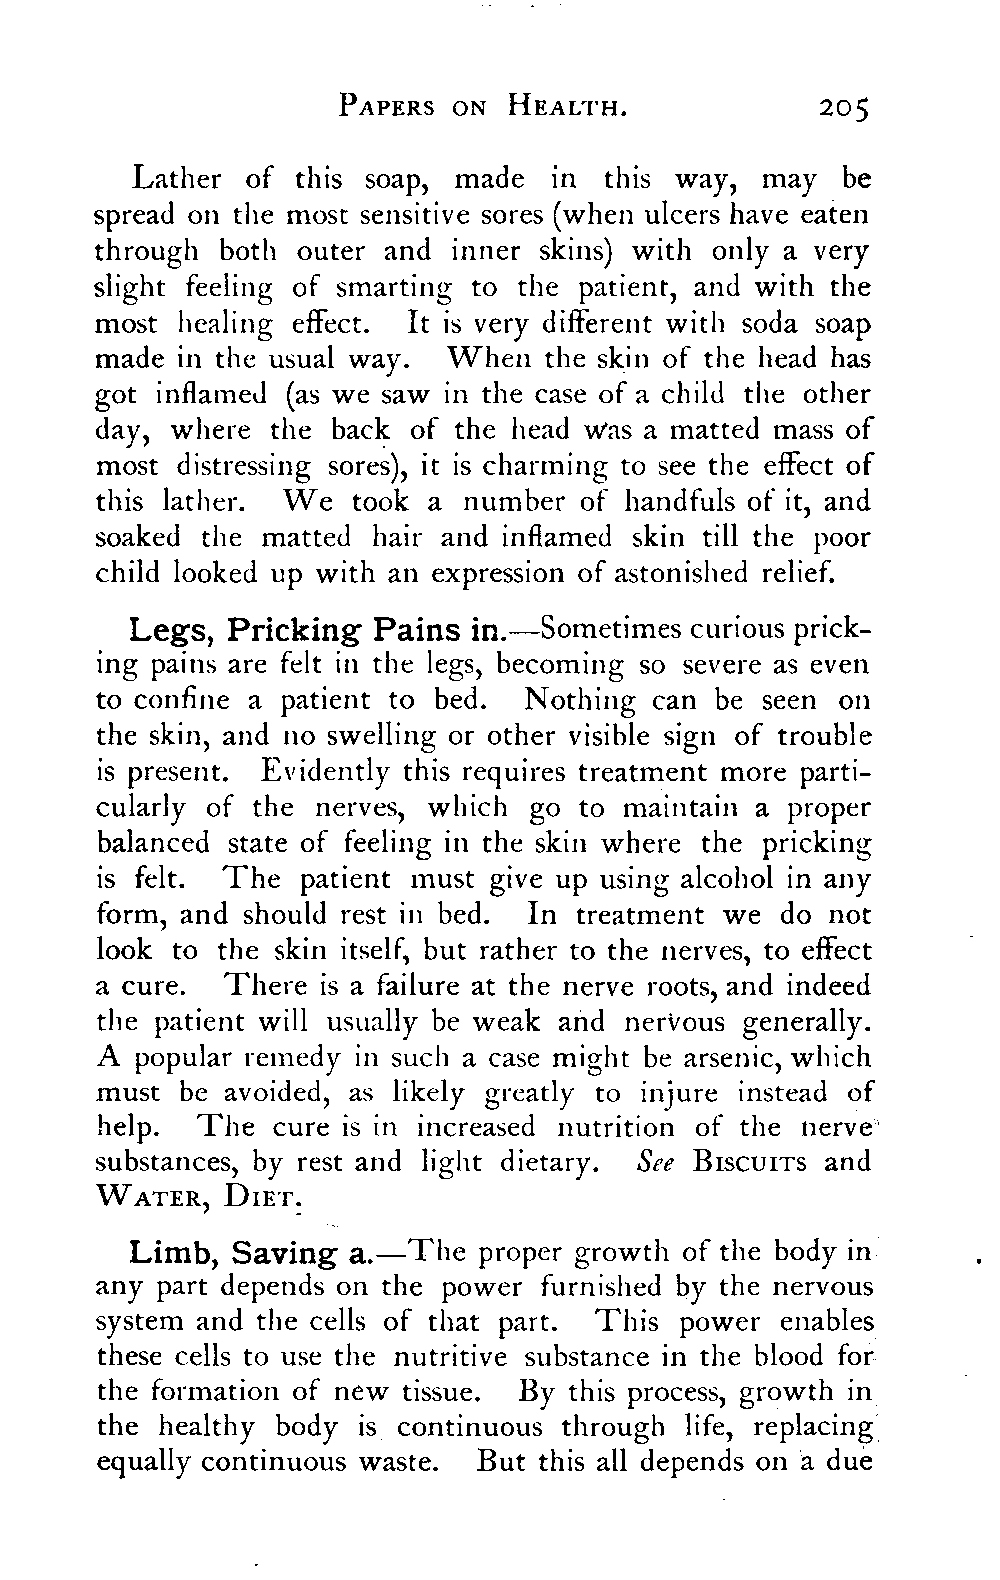 PAPERS ON HEALTH. 205
Lather of this soap, made in this way, may be
spread on the most sensitive sores (when ulcers have eaten
through both outer and inner skins) with only a very
slight feeling of smarting to the patient, and with the
most healing effect. It is very different with soda soap
made in the usual way. When the skin of the head has
got inflamed (as we saw in the case of a child the other
day, where the back of the head was a matted mass of
most distressing sores), it is charming to see the effect of
this lather. We took a number of handfuls of it, and
soaked the matted hair and inflamed skin till the poor
child looked up with an expression of astonished relief.
Legs, Pricking Pains in.—Sometimes curious prick-
ing pains are felt in the legs, becoming so severe as even
to confine a patient to bed. Nothing can be seen on
the skin, and no swelling or other visible sign of trouble
is present. Evidently this requires treatment more parti-
cularly of the nerves, which go to maintain a proper
balanced state of feeling in the skin where the pricking
is felt. The patient must give up using alcohol in any
form, and should rest in bed. In treatment we do not
look to the skin itself, but rather to the nerves, to effect
a cure. There is a failure at the nerve roots, and indeed
the patient will usually be weak and nervous generally.
A popular remedy in such a case might be arsenic, which
must be avoided, as likely greatly to injure instead of
help. The cure is in increased nutrition of the nerve
substances, by rest and light dietary. See BISCUITS and
WATER, DIET.
Limb, Saving a.—The proper growth of the body in
any part depends on the power furnished by the nervous
system and the cells of that part. This power enables
these cells to use the nutritive substance in the blood for
the formation of new tissue. By this process, growth in
the healthy body is continuous through life, replacing
equally continuous waste. But this all depends on a due